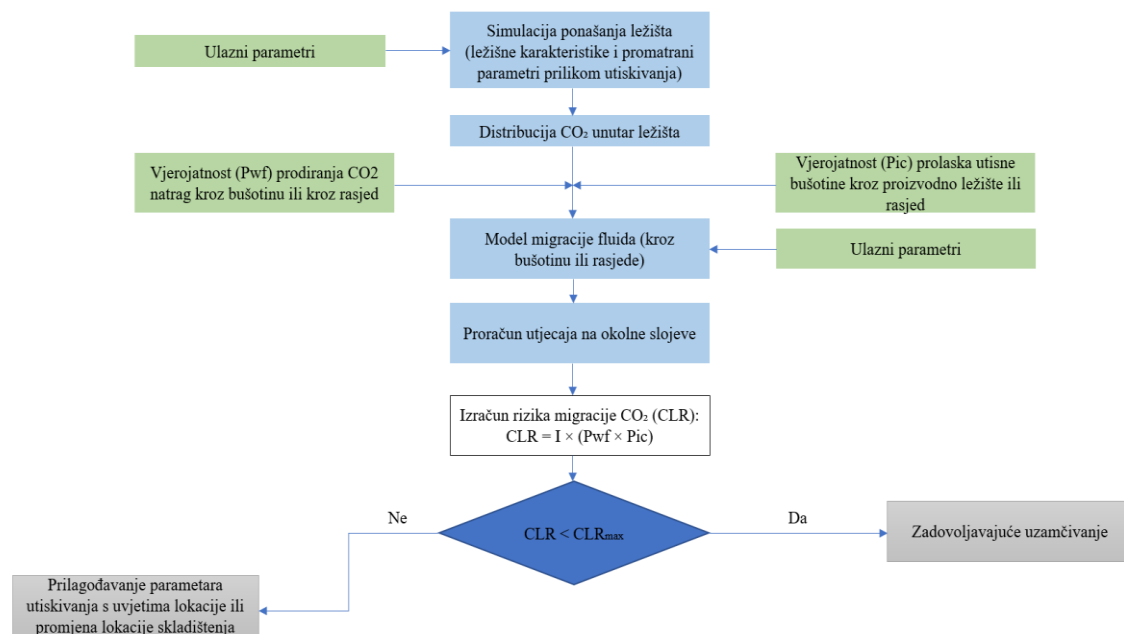 Simulacija ponašanja ležišta
(ležišne karakteristike i promatrani
parametri prilikom utiskivanja)
Ulazni parametri
Distribucija CO₂ unutar ležišta
Vjerojatnost (Pwf) prodiranja CO2
natrag kroz bušotinu ili kroz rasjed
Vjerojatnost (Pic) prolaska utisne
bušotine kroz proizvodno ležište ili
rasjed
Model migracije fluida (kroz
bušotinu ili rasjede)
Ulazni parametri
Proračun utjecaja na okolne slojeve
Izračun rizika migracije CO₂ (CLR):
CLR = I × (Pwf × Pic)
Ne
Da
CLR < CLRmax
Zadovoljavajuće uzamčivanje
Prilagođavanje parametara
utiskivanja s uvjetima lokacije ili
promjena lokacije skladištenja